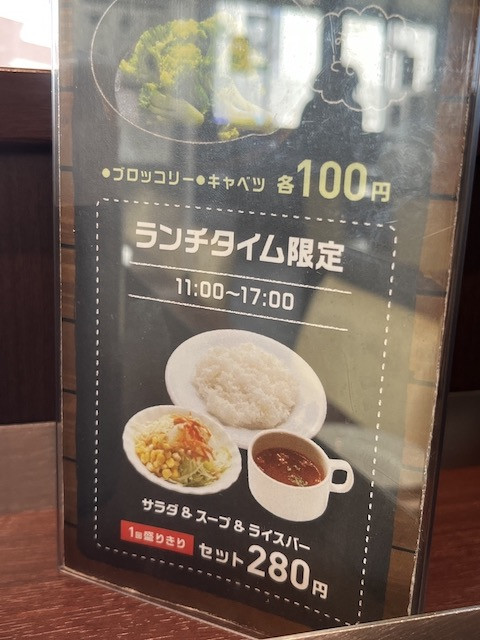 ●ブロッコリー●キャベツ 各100円
ランチタイム限定
11:00～17:00
サラダ&スープ&ライスバー
1回盛りきり セット280円